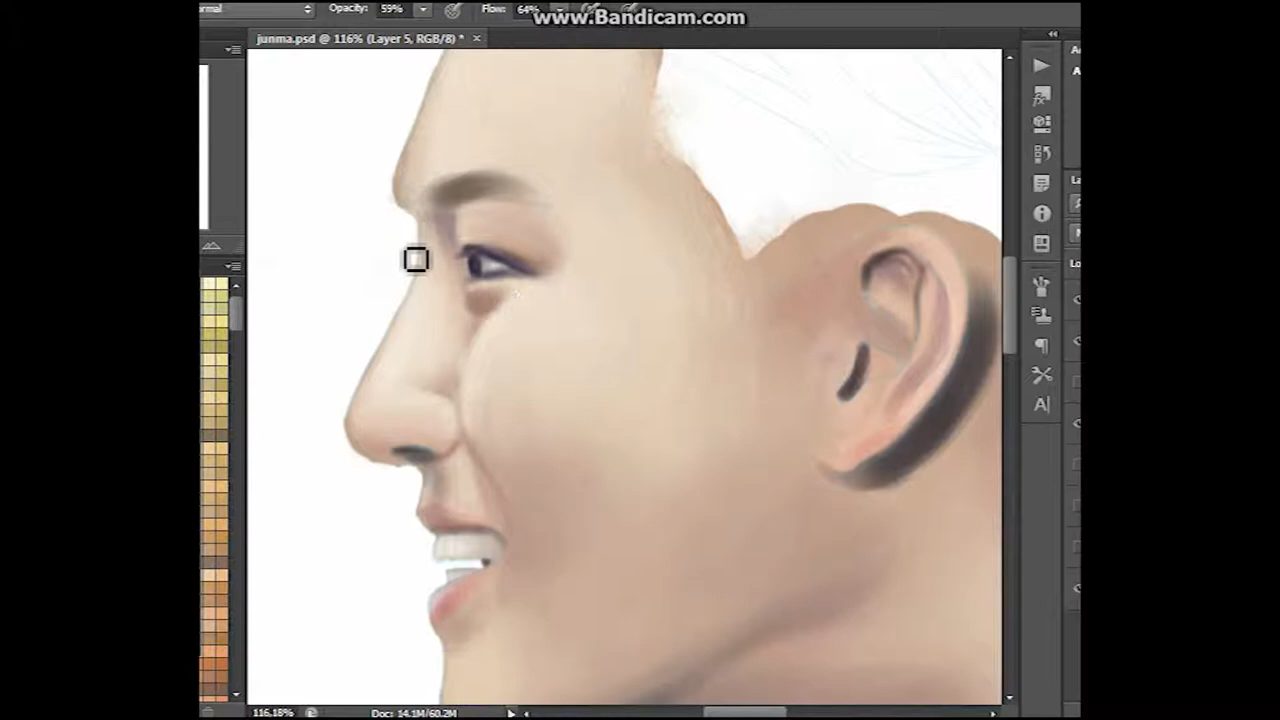 Opacity: 59% Flow: 64%
www.Bandicam.com
junma.psd @ 116% (Layer 5, RGB/8) * ×
A|
116.18% Doc: 14.1M/60.2M